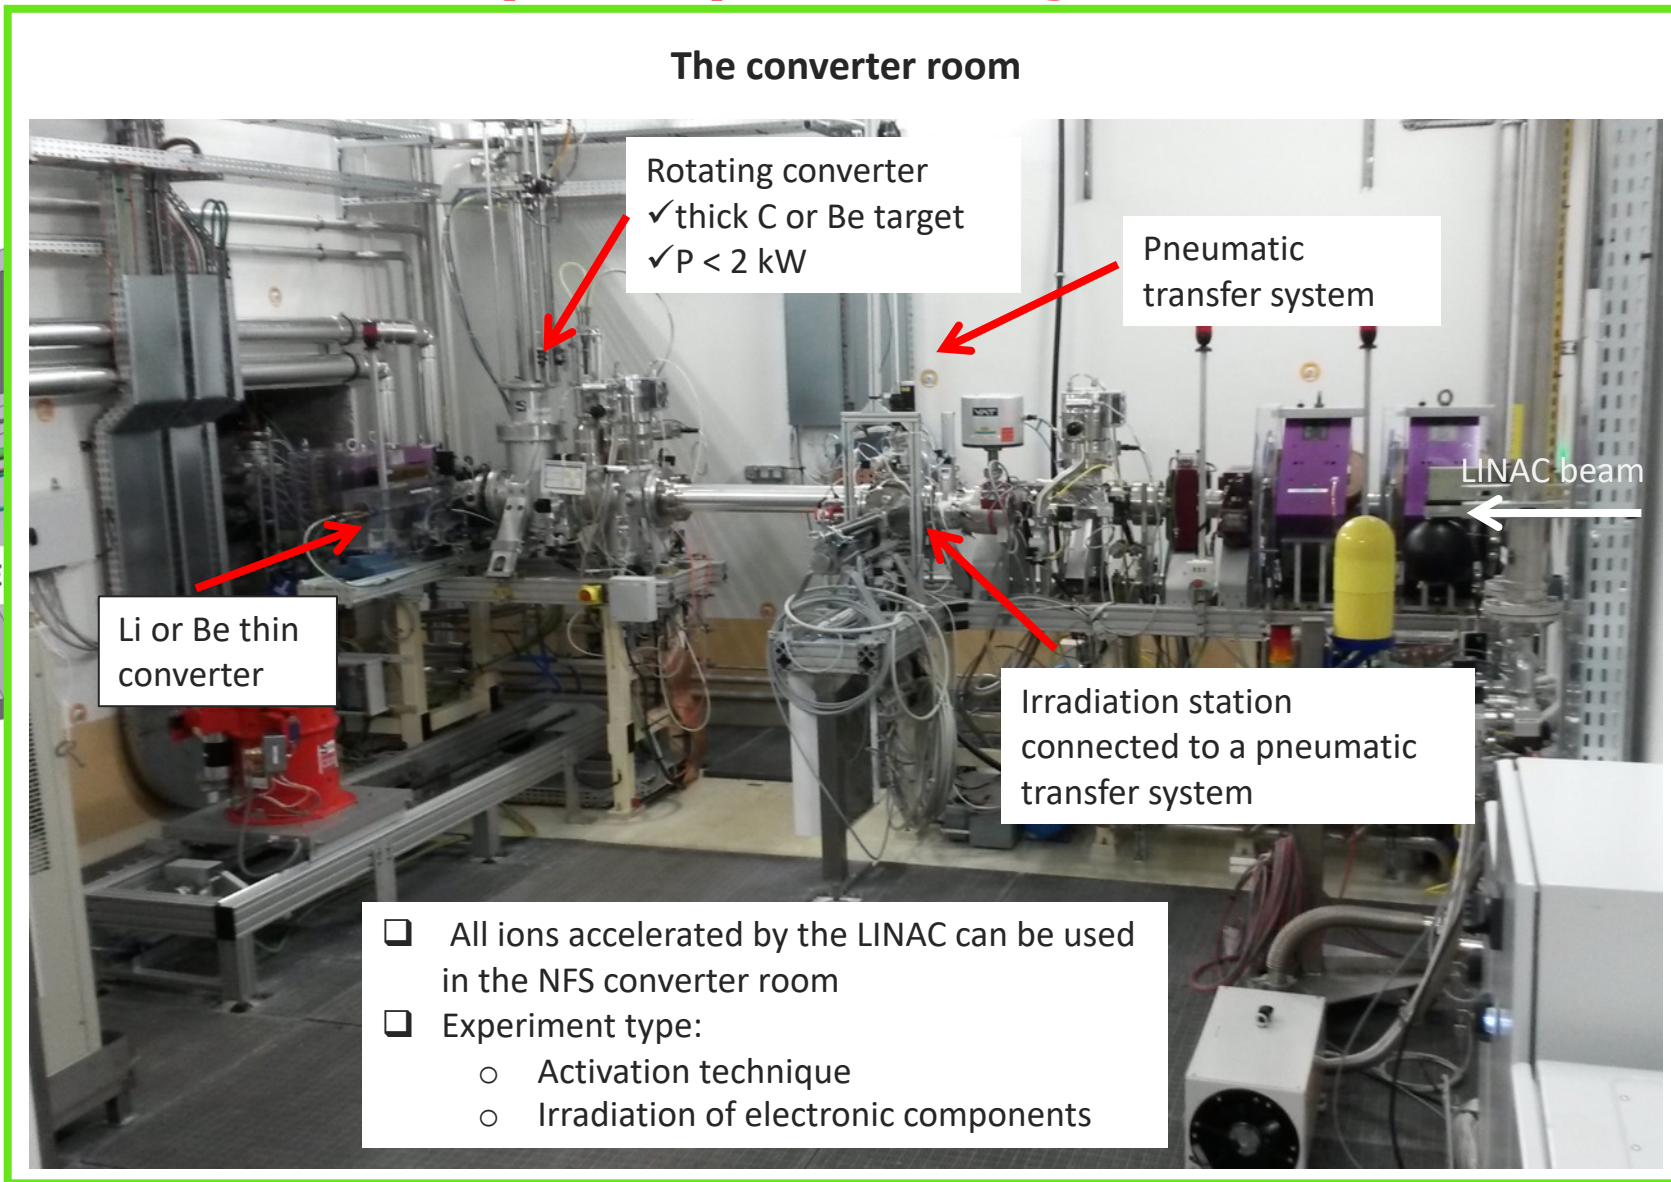 The converter room
Rotating converter
✓thick C or Be target
✓P < 2 kW
Pneumatic
transfer system
VAT
LINAC beam
Li or Be thin
converter
Irradiation station
connected to a pneumatic
transfer system
❑ All ions accelerated by the LINAC can be used
in the NFS converter room
❑ Experiment type:
o Activation technique
o Irradiation of electronic components